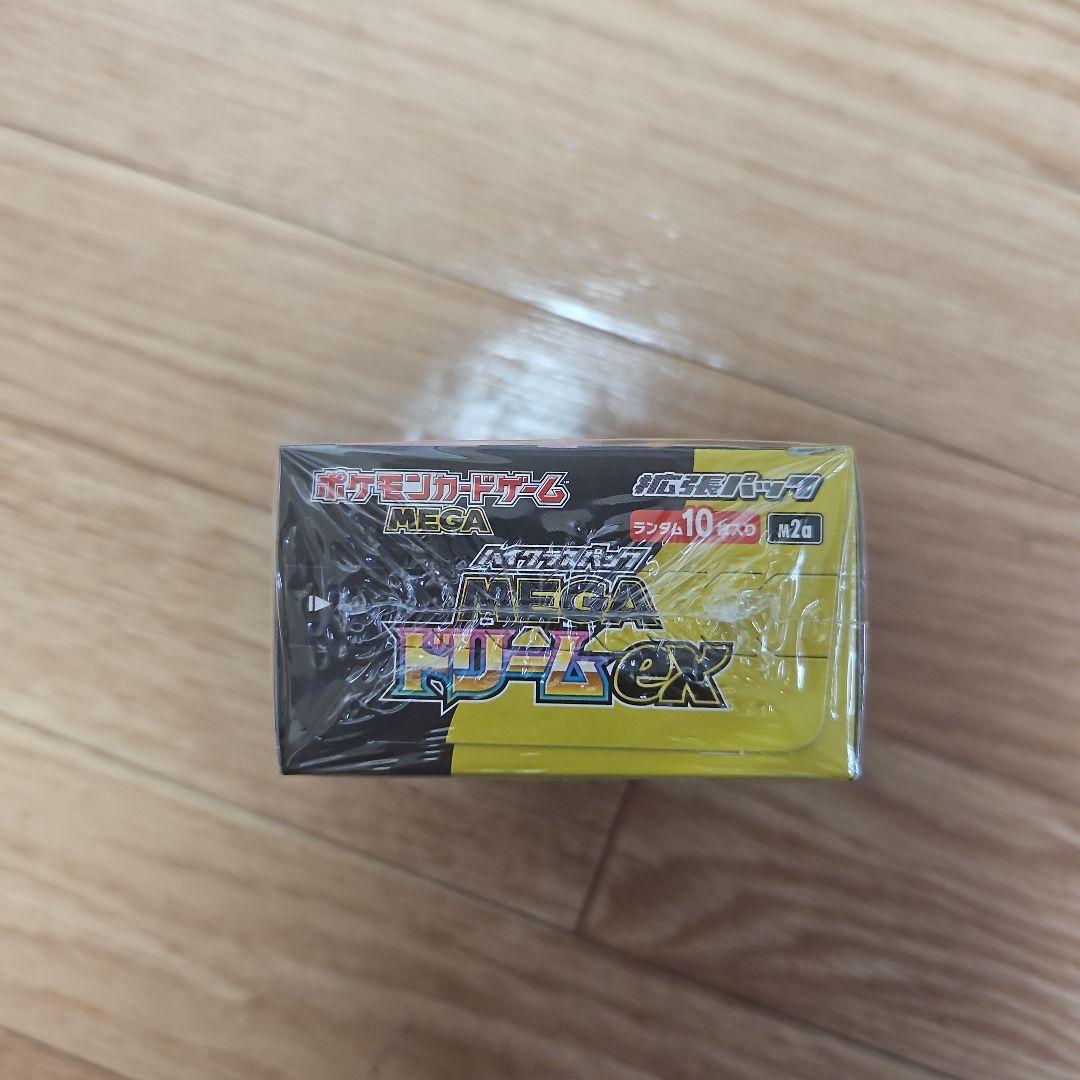 ポケモンカードゲーム
MEGA
拡張パック
ランダム10枚入り
M2a
ハイクラスパック
MEGA
ドリームex